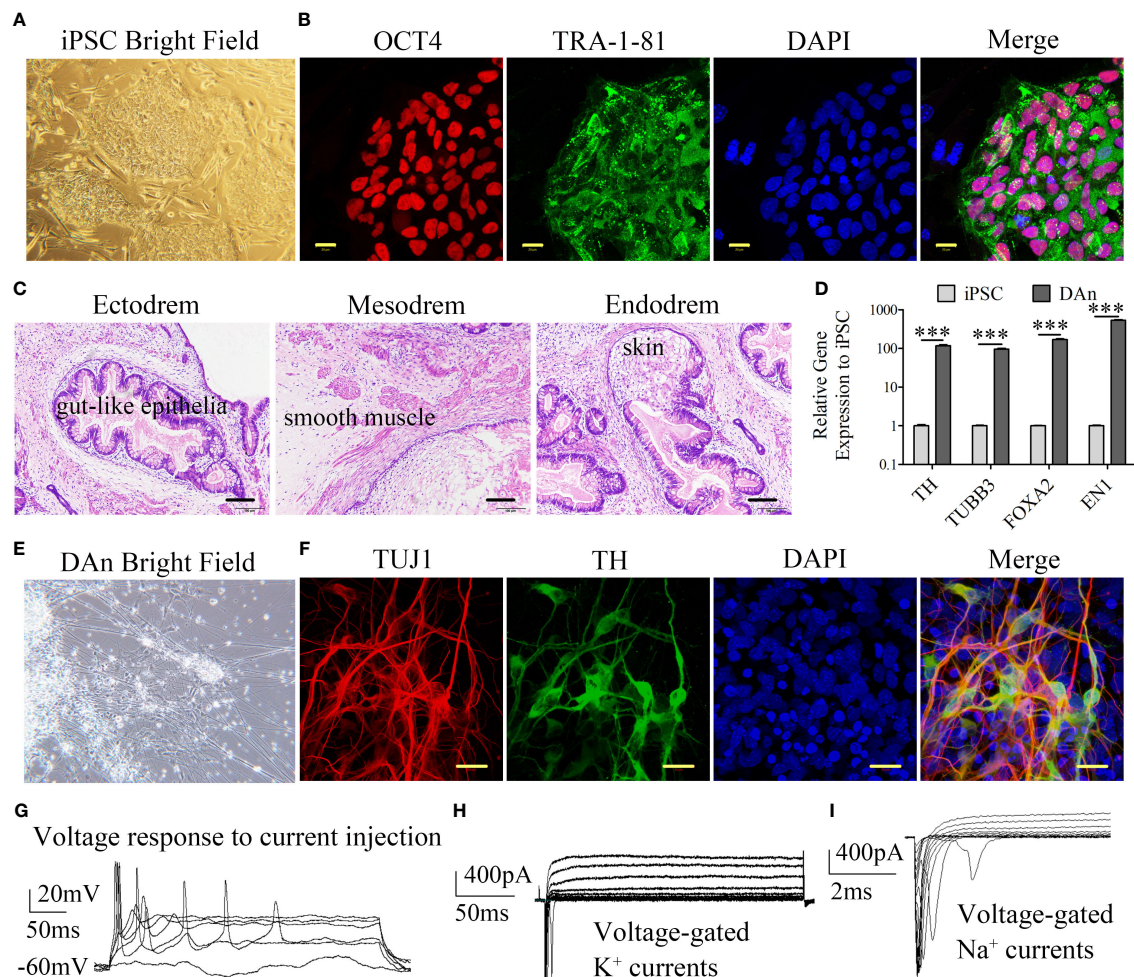 A
iPSC Bright Field
B
OCT4
TRA-1-81
DAPI
Merge
C
Ectodrem
Mesodrem
Endodrem
gut-like epithelia
smooth muscle
skin
D
iPSC
DAn
Relative Gene
Expression to iPSC
1000
100
10
1
0.1
***
***
***
***
TH
TUBB3
FOXA2
EN1
E
DAn Bright Field
F
TUJ1
TH
DAPI
Merge
G
Voltage response to current injection
20mV
50ms
-60mV
H
400pA
50ms
Voltage-gated
K⁺ currents
I
400pA
2ms
Voltage-gated
Na⁺ currents